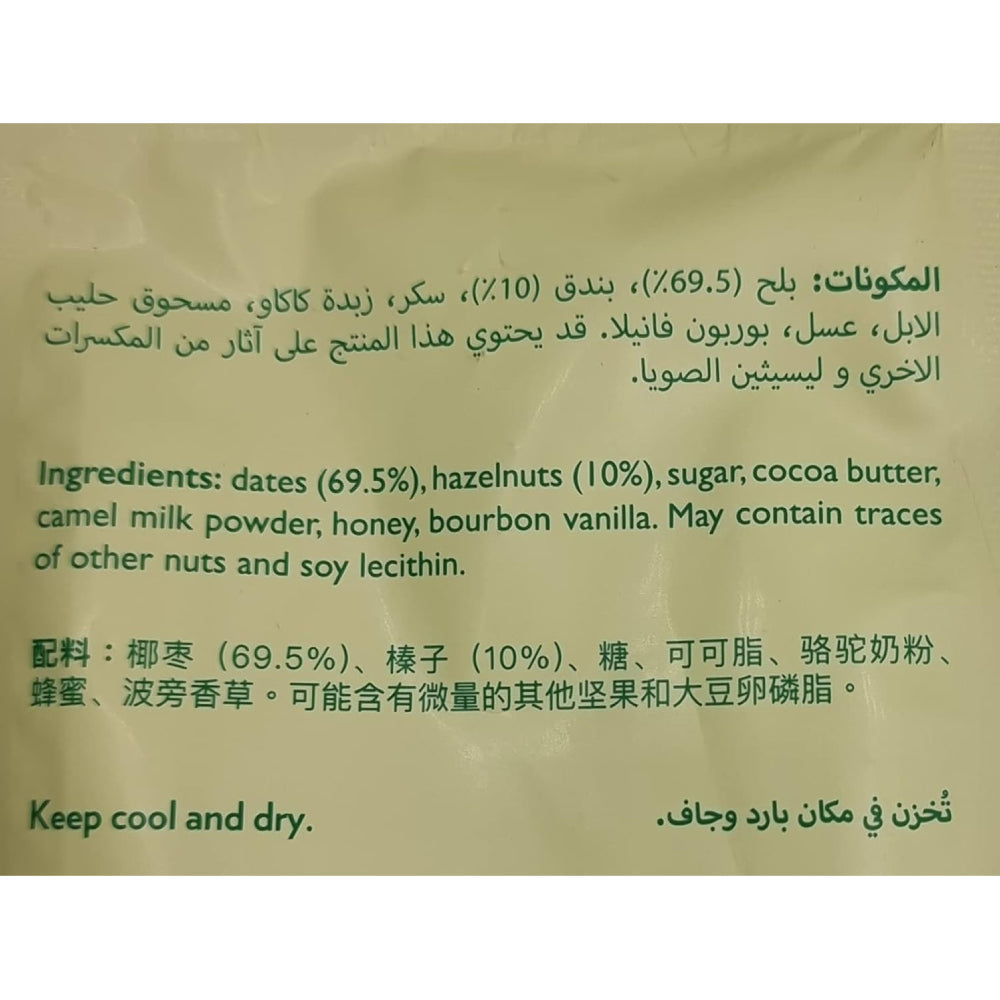 المكونات: بلح (69.5٪)، بندق (10٪)، سكر، زبدة كاكاو، مسحوق حليب
الابل، عسل، بوربون فانيلا. قد يحتوي هذا المنتج على آثار من المكسرات
الاخري و ليسيثين الصويا.
Ingredients: dates (69.5%), hazelnuts (10%), sugar, cocoa butter,
camel milk powder, honey, bourbon vanilla. May contain traces
of other nuts and soy lecithin.
配料：椰枣（69.5%）、榛子（10%）、糖、可可脂、骆驼奶粉、
蜂蜜、波旁香草。可能含有微量的其他坚果和大豆卵磷脂。
Keep cool and dry.
تُخزن في مكان بارد وجاف.